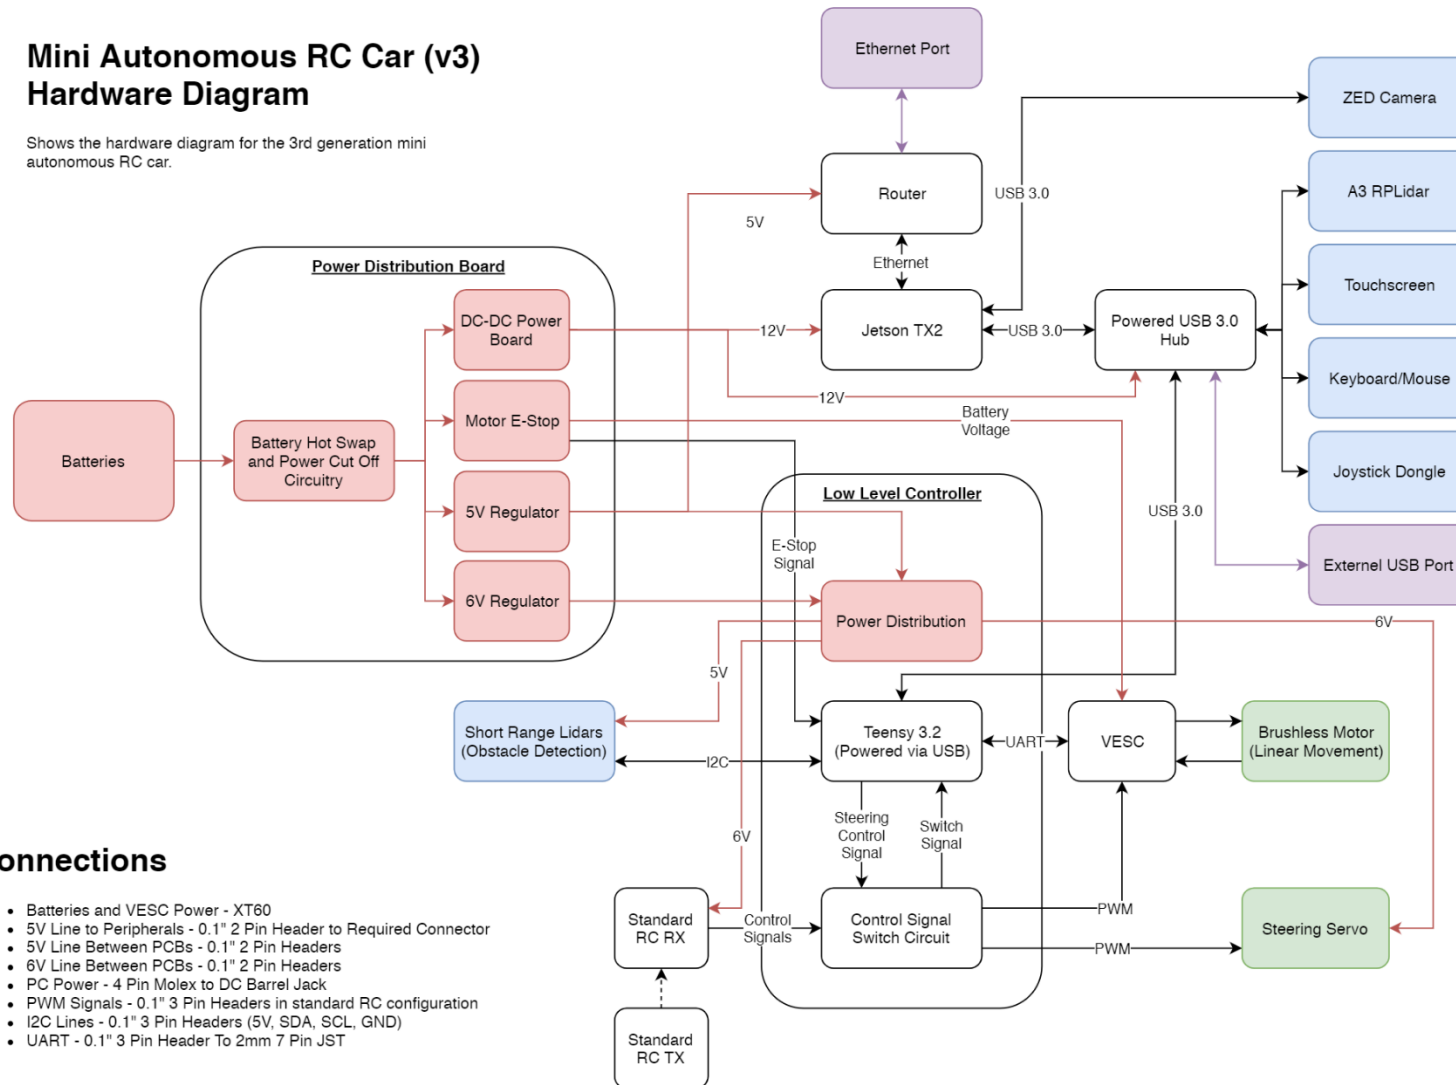 Mini Autonomous RC Car (v3)
Hardware Diagram
Shows the hardware diagram for the 3rd generation mini
autonomous RC car.
Ethernet Port
ZED Camera
Router
USB 3.0
A3 RPLidar
5V
Ethernet
Power Distribution Board
Touchscreen
DC-DC Power
Board
12V
Jetson TX2
USB 3.0
Powered USB 3.0
Hub
Keyboard/Mouse
12V
Motor E-Stop
Battery
Voltage
Batteries
Battery Hot Swap
and Power Cut Off
Circuitry
Joystick Dongle
Low Level Controller
5V Regulator
USB 3.0
E-Stop
Signal
Externel USB Port
6V Regulator
Power Distribution
6V
5V
Short Range Lidars
(Obstacle Detection)
I2C
Teensy 3.2
(Powered via USB)
UART
VESC
Brushless Motor
(Linear Movement)
Steering
Control
Signal
Switch
Signal
6V
Standard
RC RX
Control
Signals
Control Signal
Switch Circuit
PWM
PWM
Steering Servo
Standard
RC TX
onnections
• Batteries and VESC Power - XT60
• 5V Line to Peripherals - 0.1" 2 Pin Header to Required Connector
• 5V Line Between PCBs - 0.1" 2 Pin Headers
• 6V Line Between PCBs - 0.1" 2 Pin Headers
• PC Power - 4 Pin Molex to DC Barrel Jack
• PWM Signals - 0.1" 3 Pin Headers in standard RC configuration
• I2C Lines - 0.1" 3 Pin Headers (5V, SDA, SCL, GND)
• UART - 0.1" 3 Pin Header To 2mm 7 Pin JST